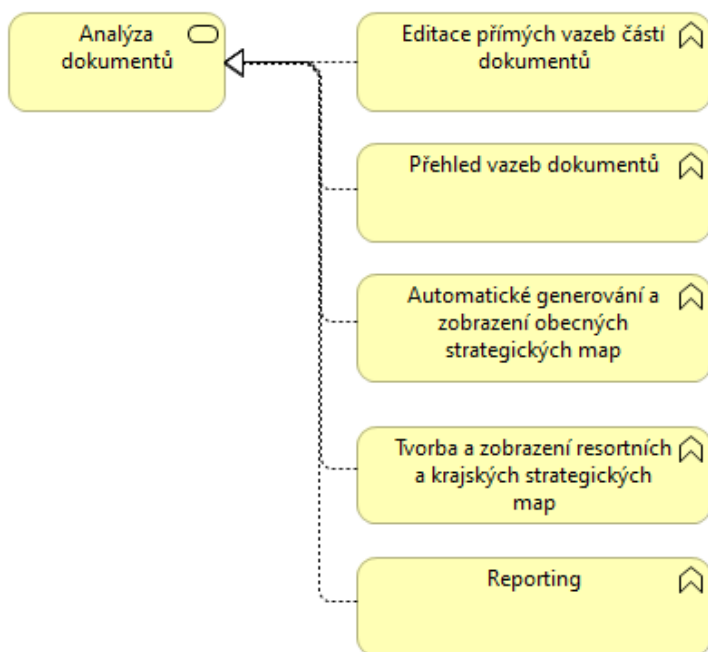 Analýza
dokumentů
Editace přímých vazeb částí
dokumentů
Přehled vazeb dokumentů
Automatické generování a
zobrazení obecných
strategických map
Tvorba a zobrazení resortních
a krajských strategických
map
Reporting